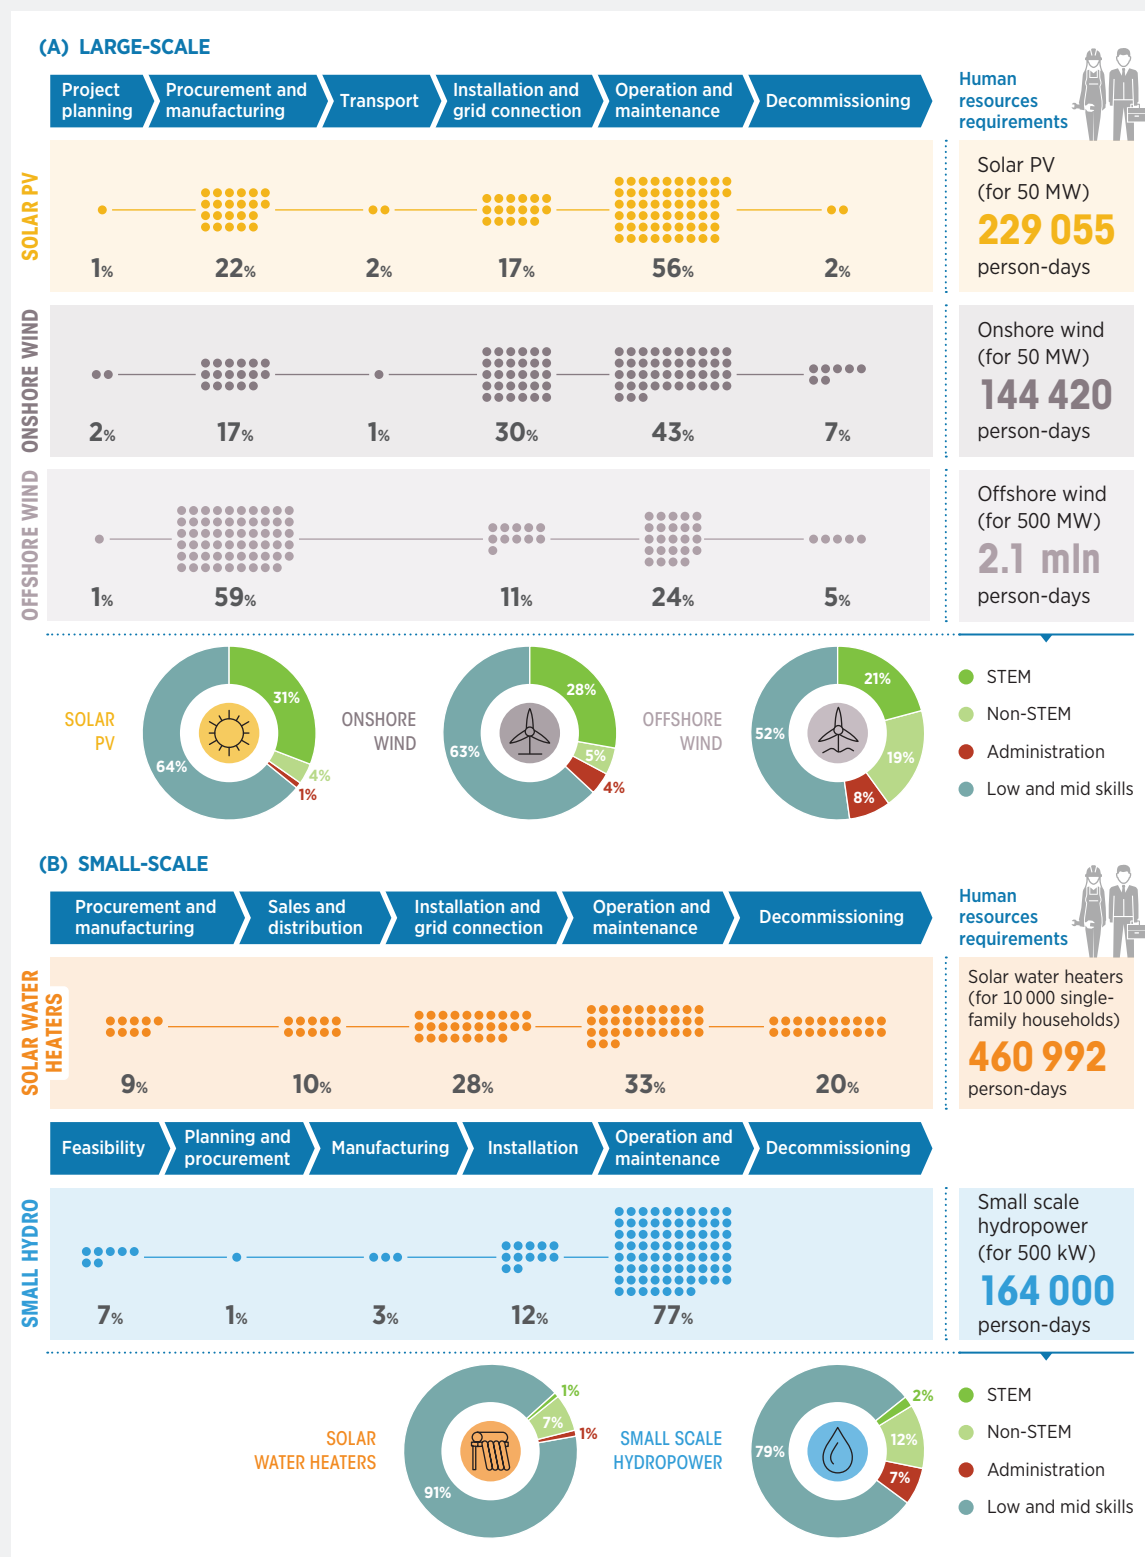 (A) LARGE-SCALE
Project
planning
Procurement and
manufacturing
Transport
Installation and
grid connection
Operation and
maintenance
Decommissioning
Human
resources
requirements
SOLAR PV
1%
22%
2%
17%
56%
2%
Solar PV
(for 50 MW)
229 055
person-days
ONSHORE WIND
2%
17%
1%
30%
43%
7%
Onshore wind
(for 50 MW)
144 420
person-days
OFFSHORE WIND
1%
59%
11%
24%
5%
Offshore wind
(for 500 MW)
2.1 mln
person-days
SOLAR
PV
31%
4%
1%
64%
ONSHORE
WIND
28%
5%
4%
63%
OFFSHORE
WIND
21%
19%
8%
52%
STEM
Non-STEM
Administration
Low and mid skills
(B) SMALL-SCALE
Procurement and
manufacturing
Sales and
distribution
Installation and
grid connection
Operation and
maintenance
Decommissioning
Human
resources
requirements
SOLAR WATER
HEATERS
9%
10%
28%
33%
20%
Solar water heaters
(for 10 000 single-
family households)
460 992
person-days
Feasibility
Planning and
procurement
Manufacturing
Installation
Operation and
maintenance
Decommissioning
SMALL HYDRO
7%
1%
3%
12%
77%
Small scale
hydropower
(for 500 kW)
164 000
person-days
SOLAR
WATER HEATERS
1%
7%
1%
91%
SMALL SCALE
HYDROPOWER
2%
12%
7%
79%
STEM
Non-STEM
Administration
Low and mid skills